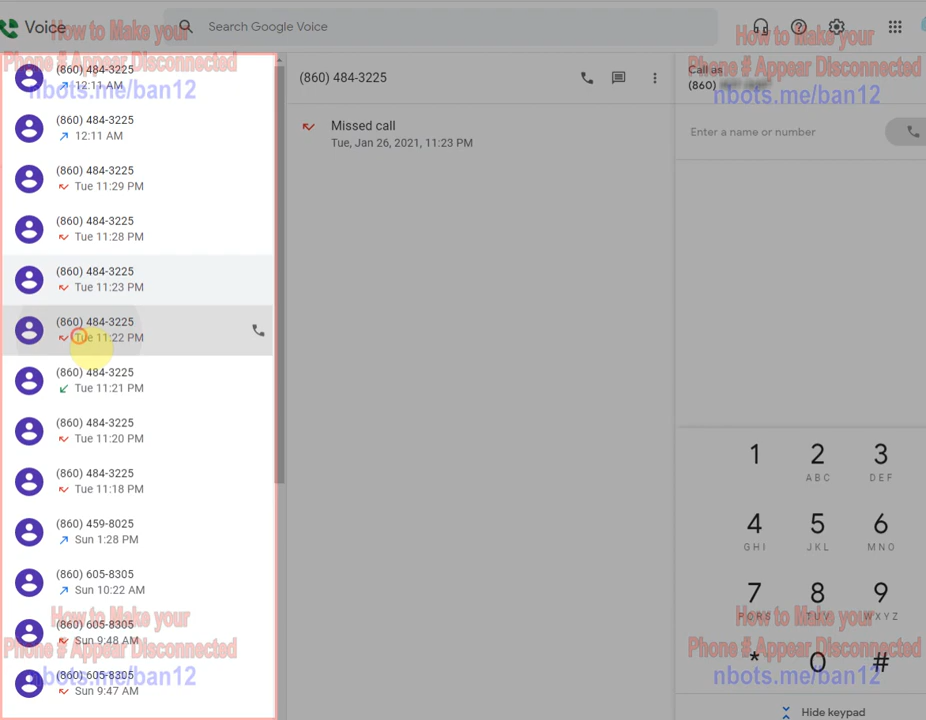 Voice
Search Google Voice
How to Make your
Phone # Appear Disconnected
nbots.me/ban12
How to Make your
Phone # Appear Disconnected
nbots.me/ban12
(860) 484-3225
12:11 AM
(860) 484-3225
12:11 AM
(860) 484-3225
Tue 11:29 PM
(860) 484-3225
Tue 11:28 PM
(860) 484-3225
Tue 11:23 PM
(860) 484-3225
Tue 11:22 PM
(860) 484-3225
Tue 11:21 PM
(860) 484-3225
Tue 11:20 PM
(860) 484-3225
Tue 11:18 PM
(860) 459-8025
Sun 1:28 PM
(860) 605-8305
Sun 10:22 AM
(860) 605-8305
Sun 9:48 AM
(860) 605-8305
Sun 9:47 AM
How to Make your
Phone # Appear Disconnected
nbots.me/ban12
(860) 484-3225
Missed call
Tue, Jan 26, 2021, 11:23 PM
Call as
(860)
Enter a name or number
1 2 3
ABC DEF
4 5 6
GHI JKL MNO
7 8 9
PQRS TUV WXYZ
* 0 #
How to Make your
Phone # Appear Disconnected
nbots.me/ban12
Hide keypad